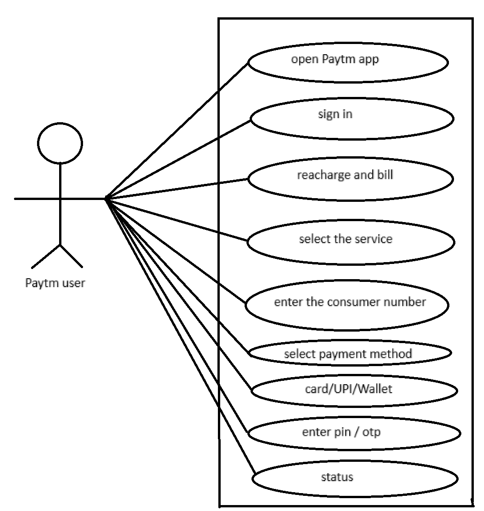 open Paytm app
sign in
reacharge and bill
select the service
Paytm user
enter the consumer number
select payment method
card/UPI/Wallet
enter pin / otp
status